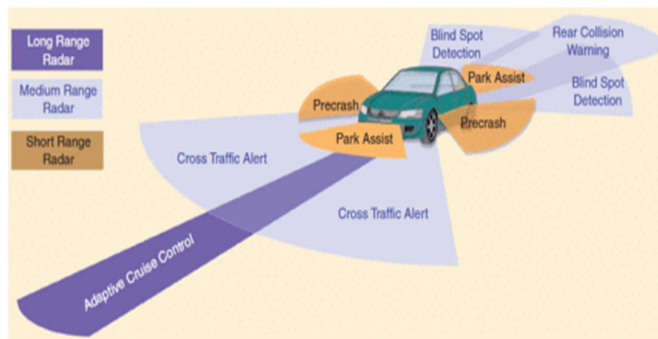 Long Range
Radar
Medium Range
Radar
Short Range
Radar
Blind Spot
Detection
Rear Collision
Warning
Park Assist
Blind Spot
Detection
Precrash
Precrash
Park Assist
Cross Traffic Alert
Cross Traffic Alert
Adaptive Cruise Control